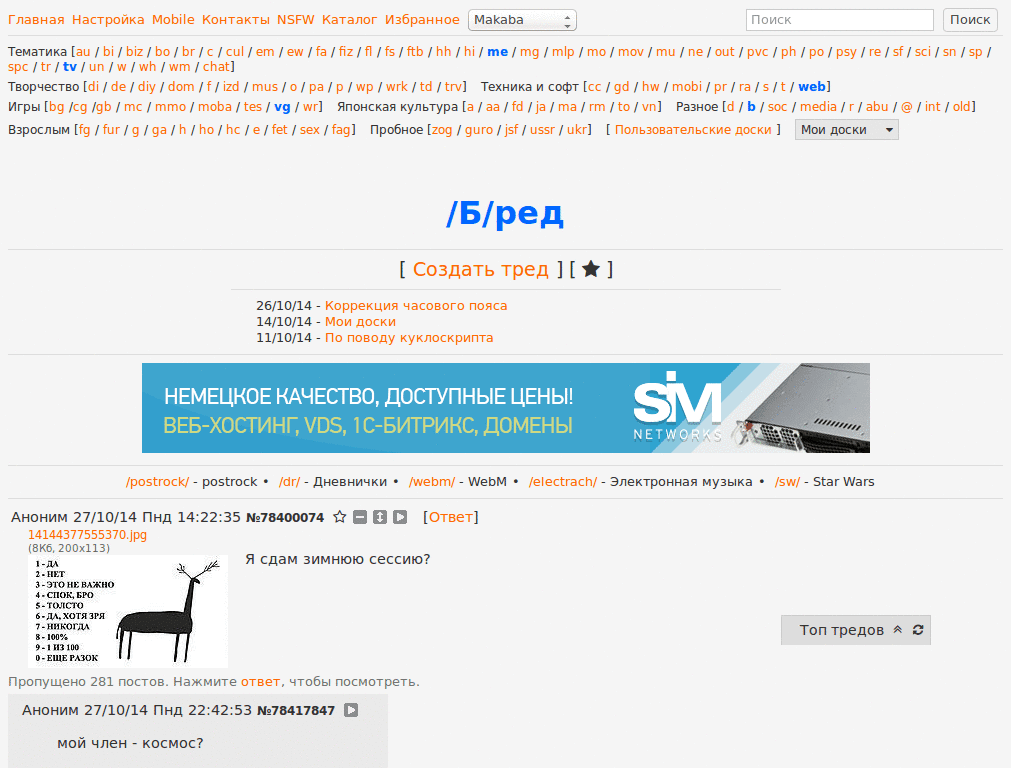 Главная Настройка Mobile Контакты NSFW Каталог Избранное Makaba Поиск Поиск
Тематика [au / bi / biz / bo / br / c / cul / em / ew / fa / fiz / fl / fs / ftb / hh / hi / me / mg / mlp / mo / mov / mu / ne / out / pvc / ph / po / psy / re / sf / sci / sn / sp /
spc / tr / tv / un / w / wh / wm / chat]
Творчество [di / de / diy / dom / f / izd / mus / o / pa / p / wp / wrk / td / trv] Техника и софт [cc / gd / hw / mobi / pr / ra / s / t / web]
Игры [bg /cg /gb / mc / mmo / moba / tes / vg / wr] Японская культура [a / aa / fd / ja / ma / rm / to / vn] Разное [d / b / soc / media / r / abu / @ / int / old]
Взрослым [fg / fur / g / ga / h / ho / hc / e / fet / sex / fag] Пробное [zog / guro / jsf / ussr / ukr] [ Пользовательские доски ] Мои доски
/Б/ред
[ Создать тред ] [ ★ ]
26/10/14 - Коррекция часового пояса
14/10/14 - Мои доски
11/10/14 - По поводу куклоскрипта
НЕМЕЦКОЕ КАЧЕСТВО, ДОСТУПНЫЕ ЦЕНЫ!
ВЕБ-ХОСТИНГ, VDS, 1С-БИТРИКС, ДОМЕНЫ
SIM
NETWORKS
/postrock/ - postrock • /dr/ - Дневнички • /webm/ - WebM • /electrach/ - Электронная музыка • /sw/ - Star Wars
Аноним 27/10/14 Пнд 14:22:35 №78400074 [Ответ]
14144377555370.jpg
(8Кб, 200x113)
Я сдам зимнюю сессию?
1 - ДА
2 - НЕТ
3 - ЭТО НЕ ВАЖНО
4 - СПОК, БРО
5 - ТОЛСТО
6 - ДА, ХОТЯ ЗРЯ
7 - НИКОГДА
8 - 100%
9 - 1 ИЗ 100
0 - ЕЩЕ РАЗОК
Топ тредов
Пропущено 281 постов. Нажмите ответ, чтобы посмотреть.
Аноним 27/10/14 Пнд 22:42:53 №78417847
мой член - космос?